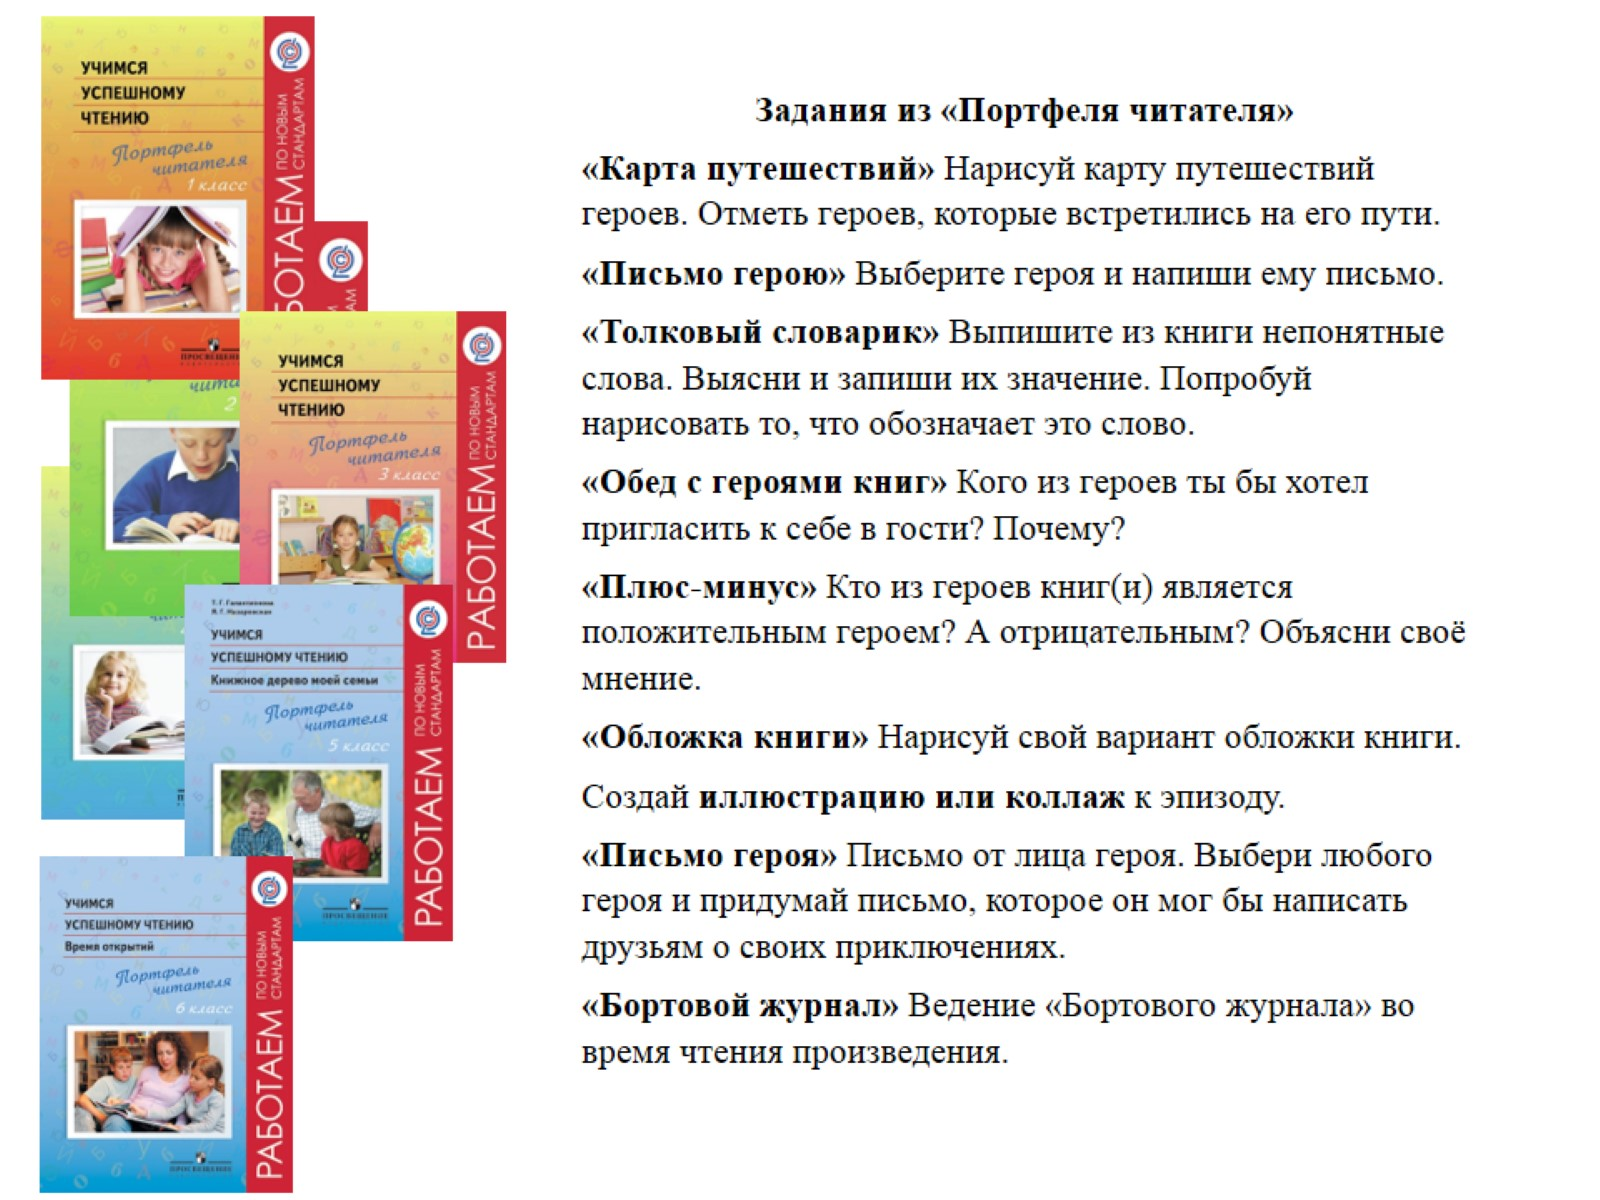 УЧИМСЯ
УСПЕШНОМУ
ЧТЕНИЮ
Портфель
читателя
1 класс
ПРОСВЕЩЕНИЕ
РАБОТАЕМ
ПО НОВЫМ
СТАНДАРТАМ
2
УЧИМСЯ
УСПЕШНОМУ
ЧТЕНИЮ
Портфель
читателя
3 класс
РАБОТАЕМ
ПО НОВЫМ
СТАНДАРТАМ
Т. Г. Галактионова
УЧИМСЯ
УСПЕШНОМУ ЧТЕНИЮ
Книжное дерево моей семьи
Портфель
читателя
5 класс
ПРОСВЕЩЕНИЕ
РАБОТАЕМ
ПО НОВЫМ
СТАНДАРТАМ
УЧИМСЯ
УСПЕШНОМУ ЧТЕНИЮ
Время открытий
Портфель
читателя
6 класс
ПРОСВЕЩЕНИЕ
РАБОТАЕМ
ПО НОВЫМ
СТАНДАРТАМ
Задания из «Портфеля читателя»
«Карта путешествий» Нарисуй карту путешествий
героев. Отметь героев, которые встретились на его пути.
«Письмо герою» Выберите героя и напиши ему письмо.
«Толковый словарик» Выпишите из книги непонятные
слова. Выясни и запиши их значение. Попробуй
нарисовать то, что обозначает это слово.
«Обед с героями книг» Кого из героев ты бы хотел
пригласить к себе в гости? Почему?
«Плюс-минус» Кто из героев книг(и) является
положительным героем? А отрицательным? Объясни своё
мнение.
«Обложка книги» Нарисуй свой вариант обложки книги.
Создай иллюстрацию или коллаж к эпизоду.
«Письмо героя» Письмо от лица героя. Выбери любого
героя и придумай письмо, которое он мог бы написать
друзьям о своих приключениях.
«Бортовой журнал» Ведение «Бортового журнала» во
время чтения произведения.